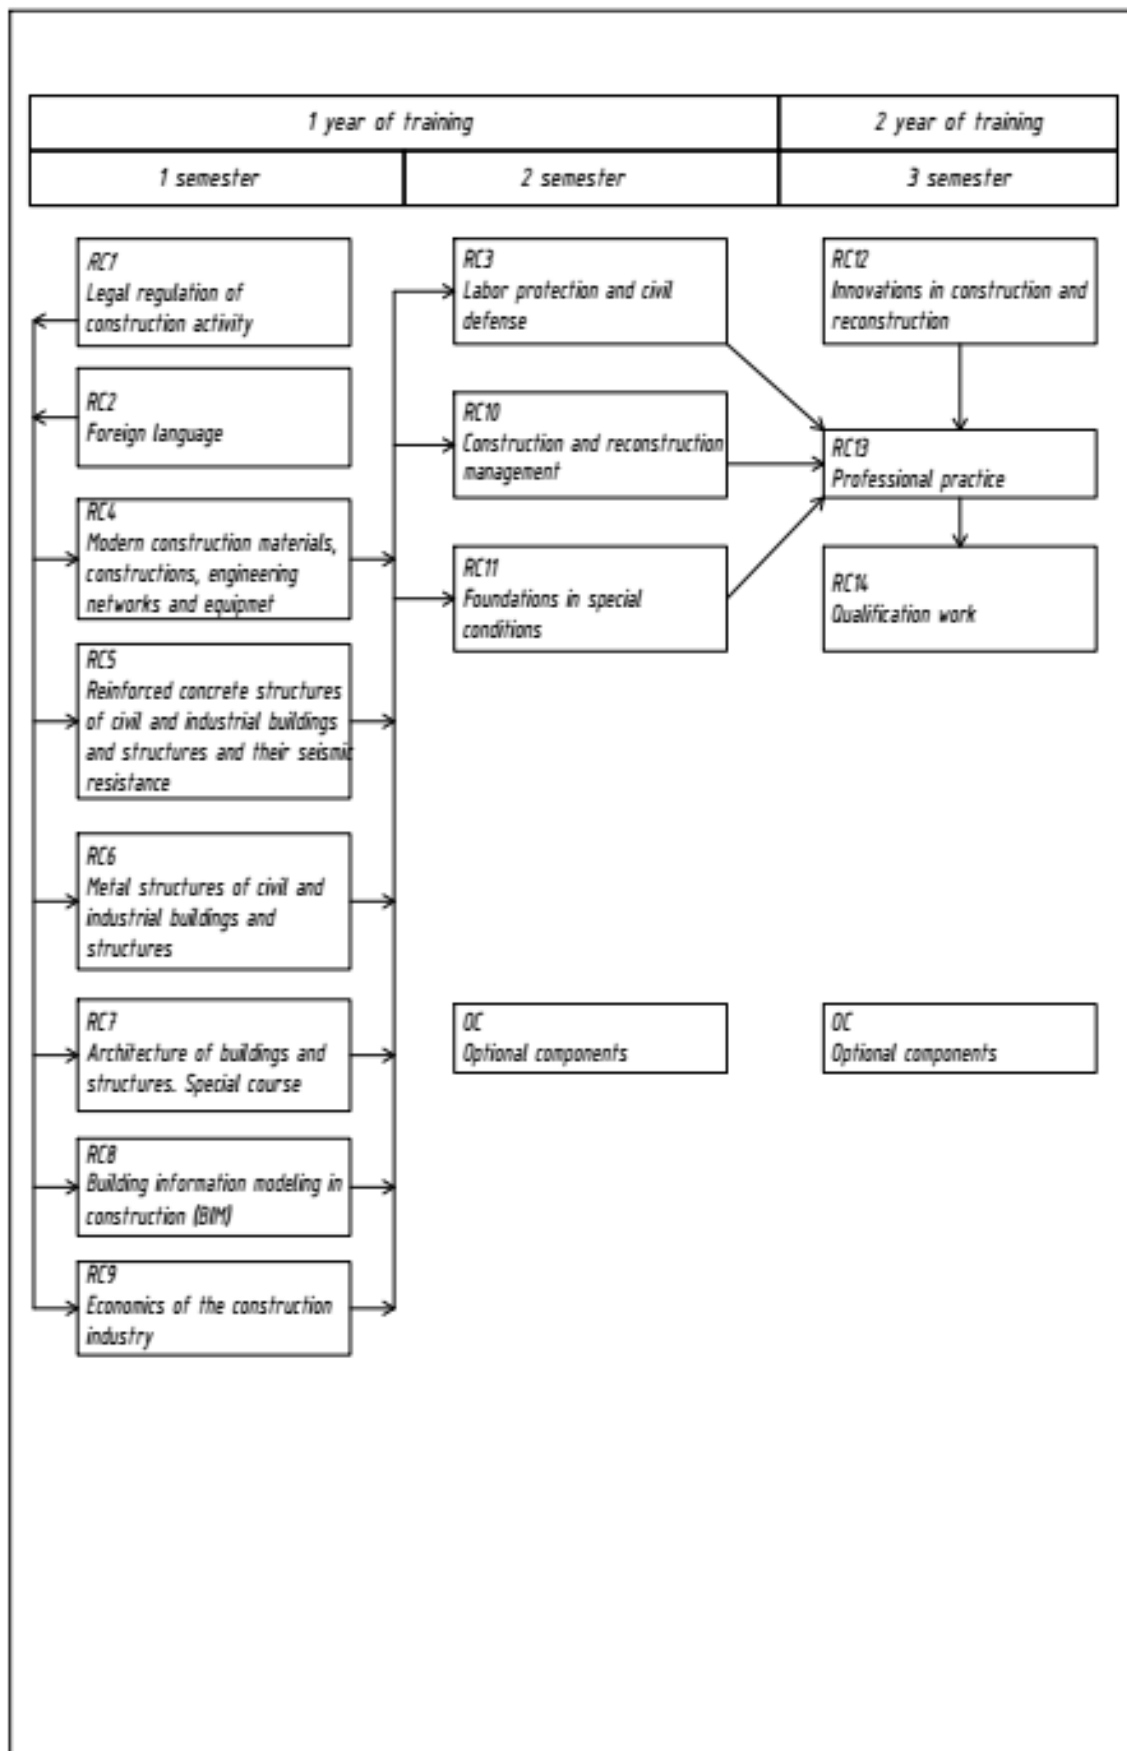 1 year of training
2 year of training
1 semester
2 semester
3 semester
RC1
Legal regulation of
construction activity
RC2
Foreign language
RC4
Modern construction materials,
constructions, engineering
networks and equipmet
RC5
Reinforced concrete structures
of civil and industrial buildings
and structures and their seismic
resistance
RC6
Metal structures of civil and
industrial buildings and
structures
RC7
Architecture of buildings and
structures. Special course
RC8
Building information modeling in
construction (BIM)
RC9
Economics of the construction
industry
RC3
Labor protection and civil
defense
RC10
Construction and reconstruction
management
RC11
Foundations in special
conditions
OC
Optional components
RC12
Innovations in construction and
reconstruction
RC13
Professional practice
RC14
Qualification work
OC
Optional components